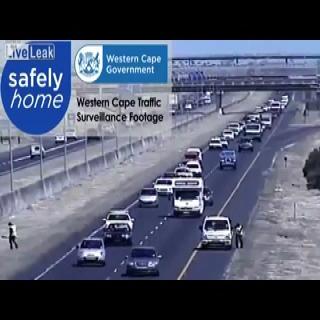 LiveLeak
safely
home
Western Cape
Government
Western Cape Traffic
Surveillance Footage